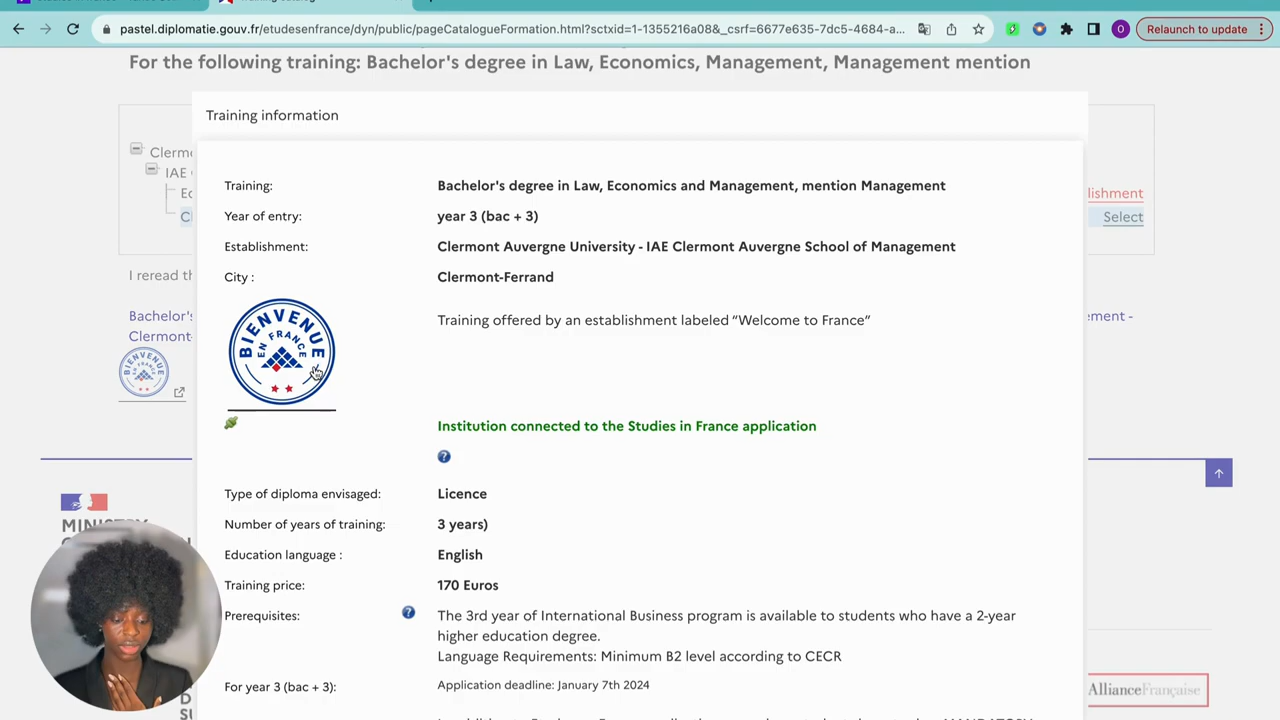 pastel.diplomatie.gouv.fr/etudesenfrance/dyn/public/pageCatalogueFormation.html?sctxid=1-1355216a08&_csrf=6677e635-7dc5-4684-a...
O
Relaunch to update
For the following training: Bachelor's degree in Law, Economics, Management, Management mention
Training information
Clermo
IAE
Training:
Bachelor's degree in Law, Economics and Management, mention Management
Year of entry:
year 3 (bac + 3)
Select
Establishment:
Clermont Auvergne University - IAE Clermont Auvergne School of Management
I reread th
City :
Clermont-Ferrand
Bachelor's
Training offered by an establishment labeled “Welcome to France”
ement -
Clermont-
BIENVENUE
EN FRANCE
BIENVENUE
EN FRANCE
Institution connected to the Studies in France application
?
Type of diploma envisaged:
Licence
Number of years of training:
3 years)
Education language :
English
Training price:
170 Euros
Prerequisites:
?
The 3rd year of International Business program is available to students who have a 2-year
higher education degree.
Language Requirements: Minimum B2 level according to CECR
For year 3 (bac + 3):
Application deadline: January 7th 2024
AllianceFrançaise